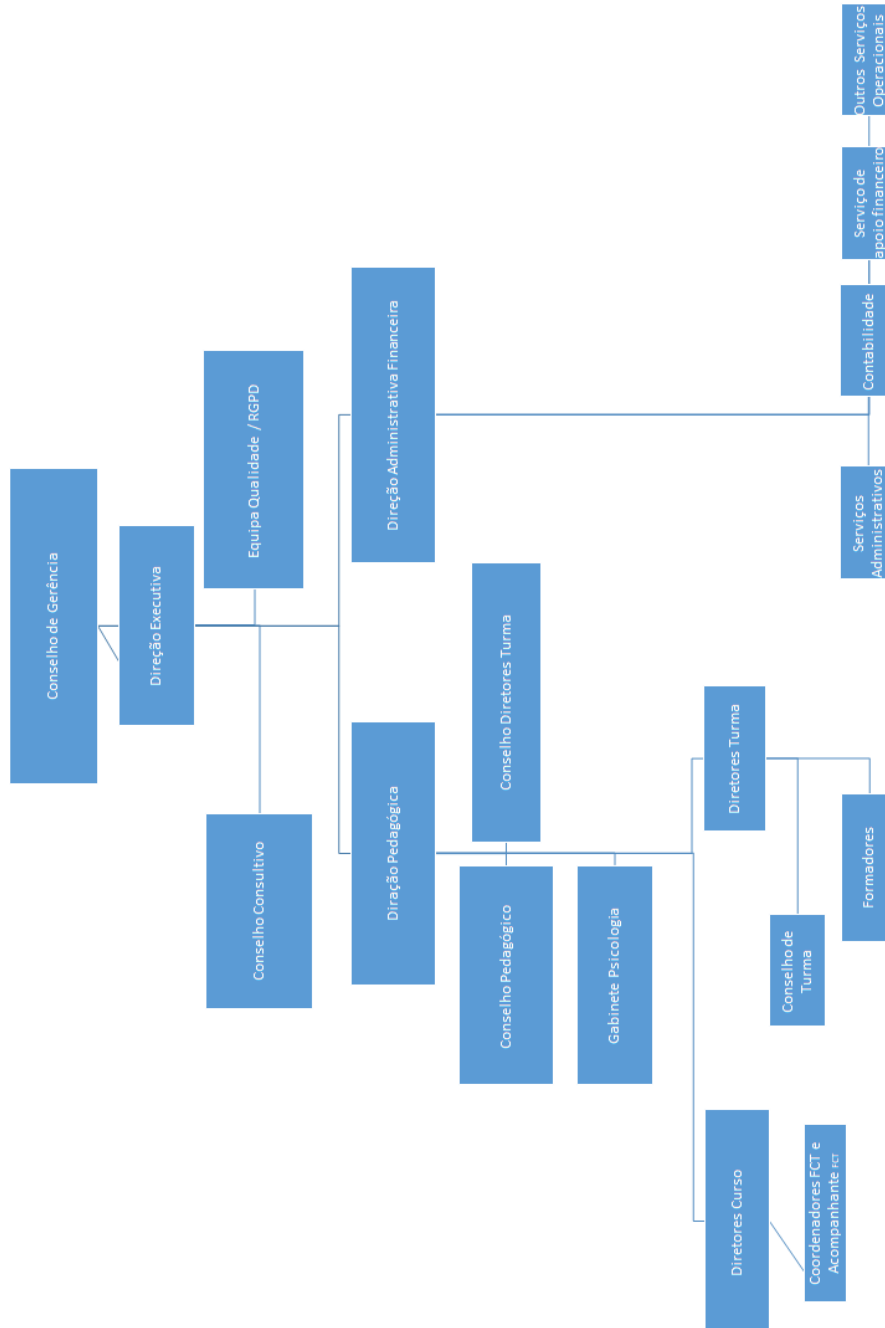 Conselho de Gerência
Direção Executiva
Conselho Consultivo
Equipa Qualidade / RGPD
Diração Pedagógica
Direção Administrativa Financeira
Conselho Pedagógico
Conselho Diretores Turma
Gabinete Psicologia
Diretores Curso
Diretores Turma
Coordenadores FCT e
Acompanhante FCT
Conselho de
Turma
Formadores
Serviços
Administrativos
Contabilidade
Serviço de
apoio financeiro
Outros Serviços
Operacionais